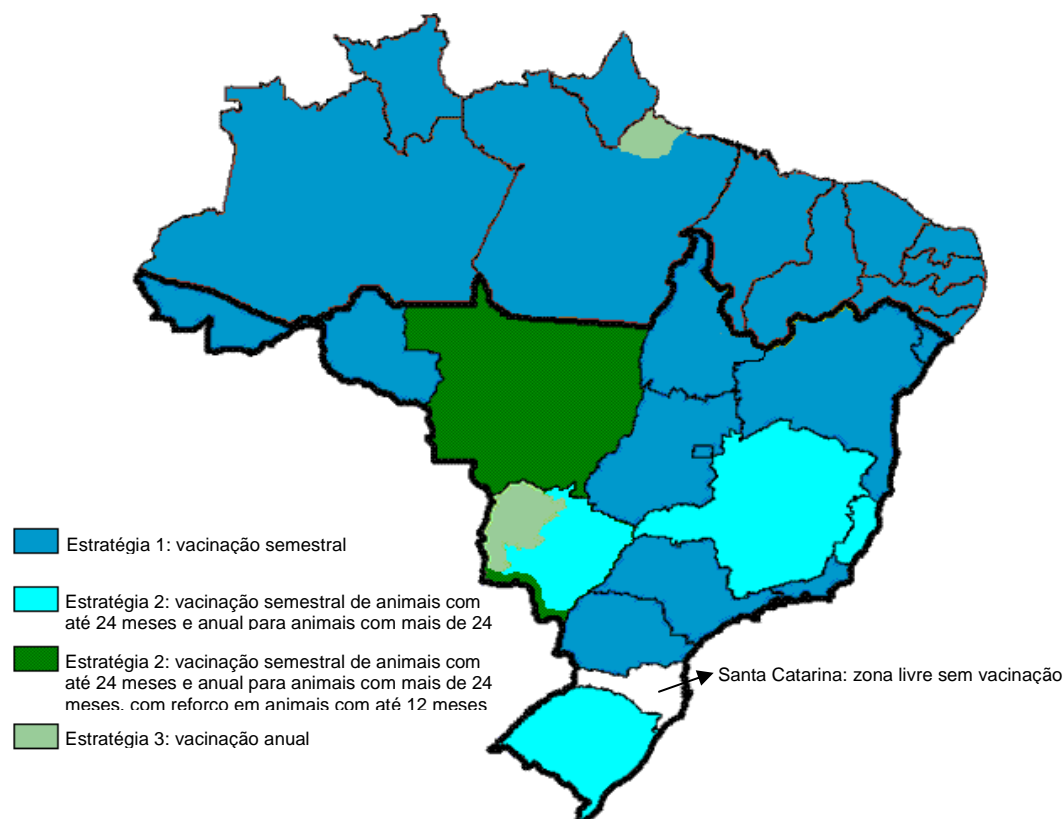 Estratégia 1: vacinação semestral
Estratégia 2: vacinação semestral de animais com
até 24 meses e anual para animais com mais de 24
Estratégia 2: vacinação semestral de animais com
até 24 meses e anual para animais com mais de 24
meses, com reforço em animais com até 12 meses
Santa Catarina: zona livre sem vacinação
Estratégia 3: vacinação anual